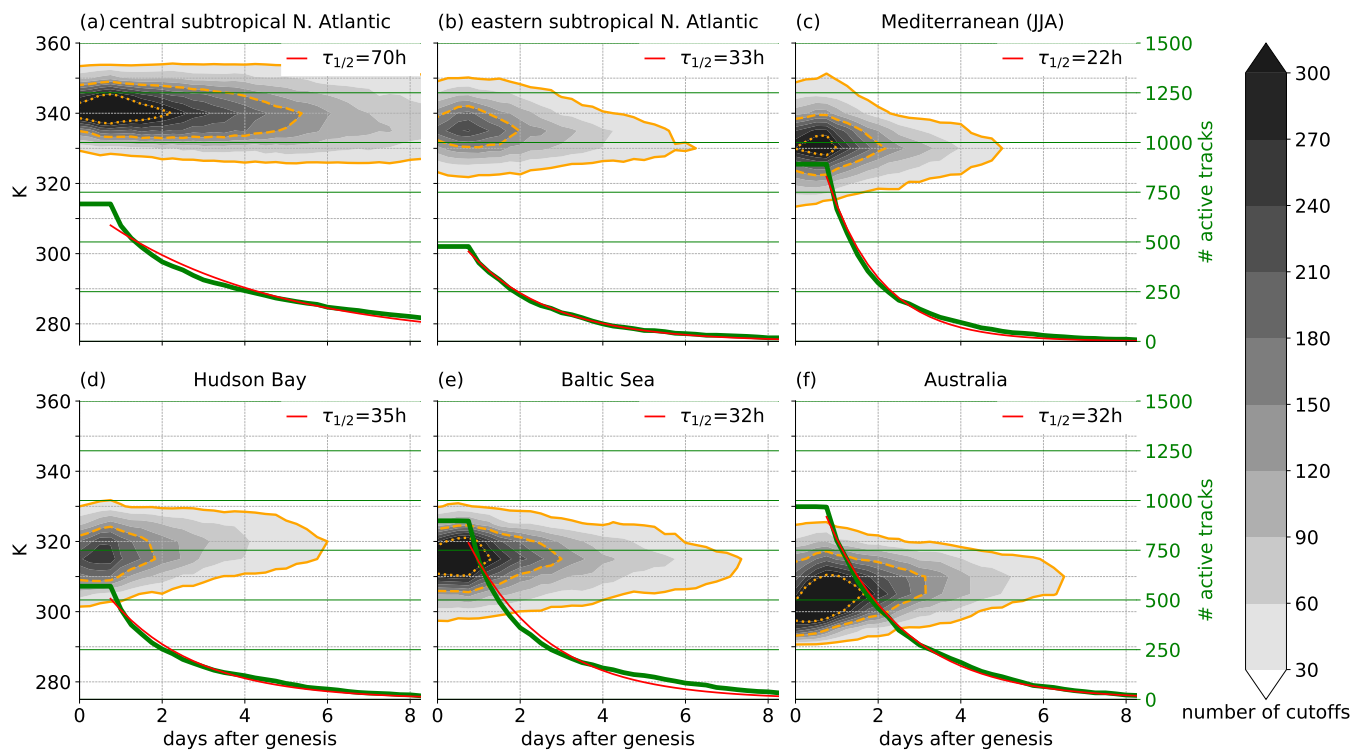 (a) central subtropical N. Atlantic
(b) eastern subtropical N. Atlantic
(c) Mediterranean (JJA)
τ1/2=70h
τ1/2=33h
τ1/2=22h
360
340
320
300
280
K
1500
1250
1000
750
500
250
0
# active tracks
(d) Hudson Bay
(e) Baltic Sea
(f) Australia
τ1/2=35h
τ1/2=32h
τ1/2=32h
360
340
320
300
280
K
1500
1250
1000
750
500
250
0
# active tracks
0 2 4 6 8
0 2 4 6 8
0 2 4 6 8
days after genesis
days after genesis
days after genesis
300
270
240
210
180
150
120
90
60
30
number of cutoffs